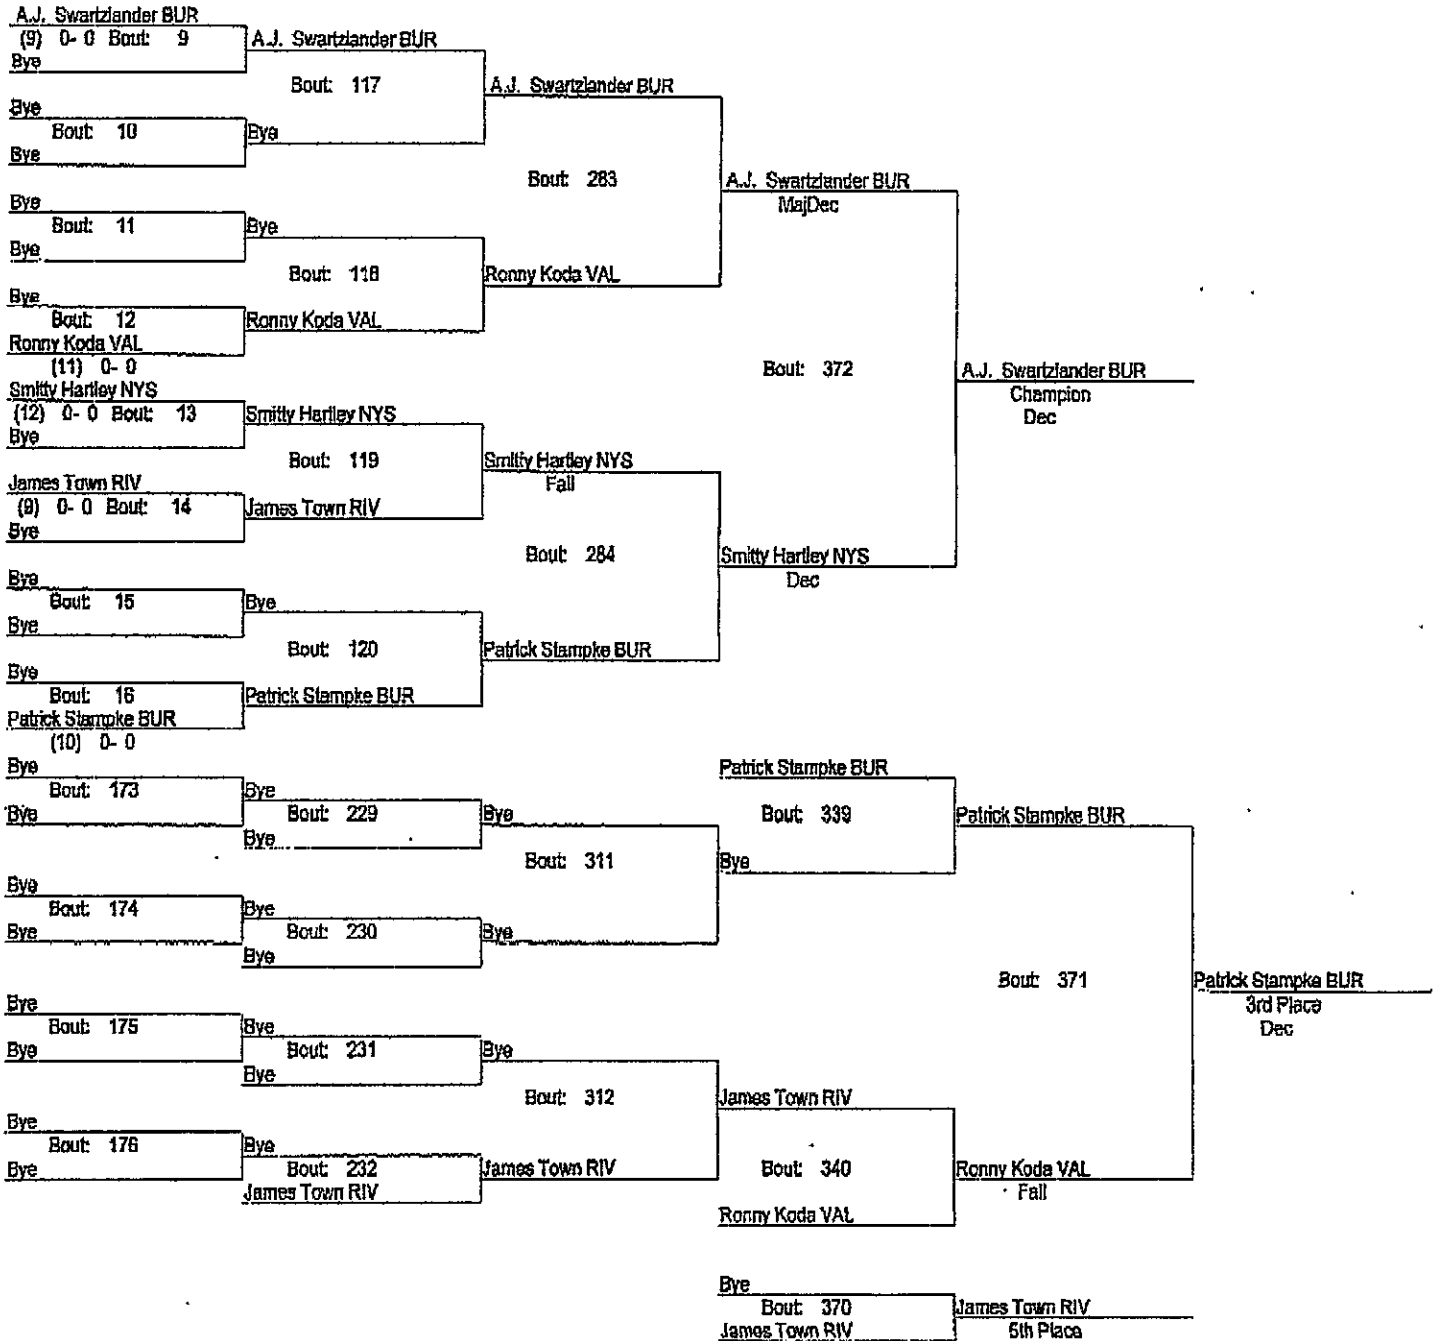 A.J. Swartzlander BUR
(9) 0- 0 Bout: 9
Bye
Bye
Bout: 10
Bye
Bye
Bout: 11
Bye
Bye
Bout: 12
Ronny Koda VAL
(11) 0- 0
Smitty Hartley NYS
(12) 0- 0 Bout: 13
Bye
James Town RIV
(9) 0- 0 Bout: 14
Bye
Bye
Bout: 15
Bye
Bye
Bout: 16
Patrick Stampke BUR
(10) 0- 0
A.J. Swartzlander BUR
Bout: 117
Bye
Bye
Bout: 118
Ronny Koda VAL
Smitty Hartley NYS
Bout: 119
James Town RIV
Bye
Bout: 120
Patrick Stampke BUR
A.J. Swartzlander BUR
Bout: 283
Ronny Koda VAL
Smitty Hartley NYS
Fall
Bout: 284
Patrick Stampke BUR
A.J. Swartzlander BUR
MajDec
Bout: 372
Smitty Hartley NYS
Dec
A.J. Swartzlander BUR
Champion
Dec
Bye
Bout: 173
Bye
Bye
Bout: 174
Bye
Bye
Bout: 175
Bye
Bye
Bout: 176
Bye
Bye
Bout: 229
Bye
Bye
Bout: 230
Bye
Bye
Bout: 231
Bye
Bye
Bout: 232
James Town RIV
Bye
Bout: 311
Bye
Bye
Bout: 312
James Town RIV
Patrick Stampke BUR
Bout: 339
Bye
James Town RIV
Bout: 340
Ronny Koda VAL
Patrick Stampke BUR
Bout: 371
Ronny Koda VAL
Fall
Patrick Stampke BUR
3rd Place
Dec
Bye
Bout: 370
James Town RIV
James Town RIV
5th Place